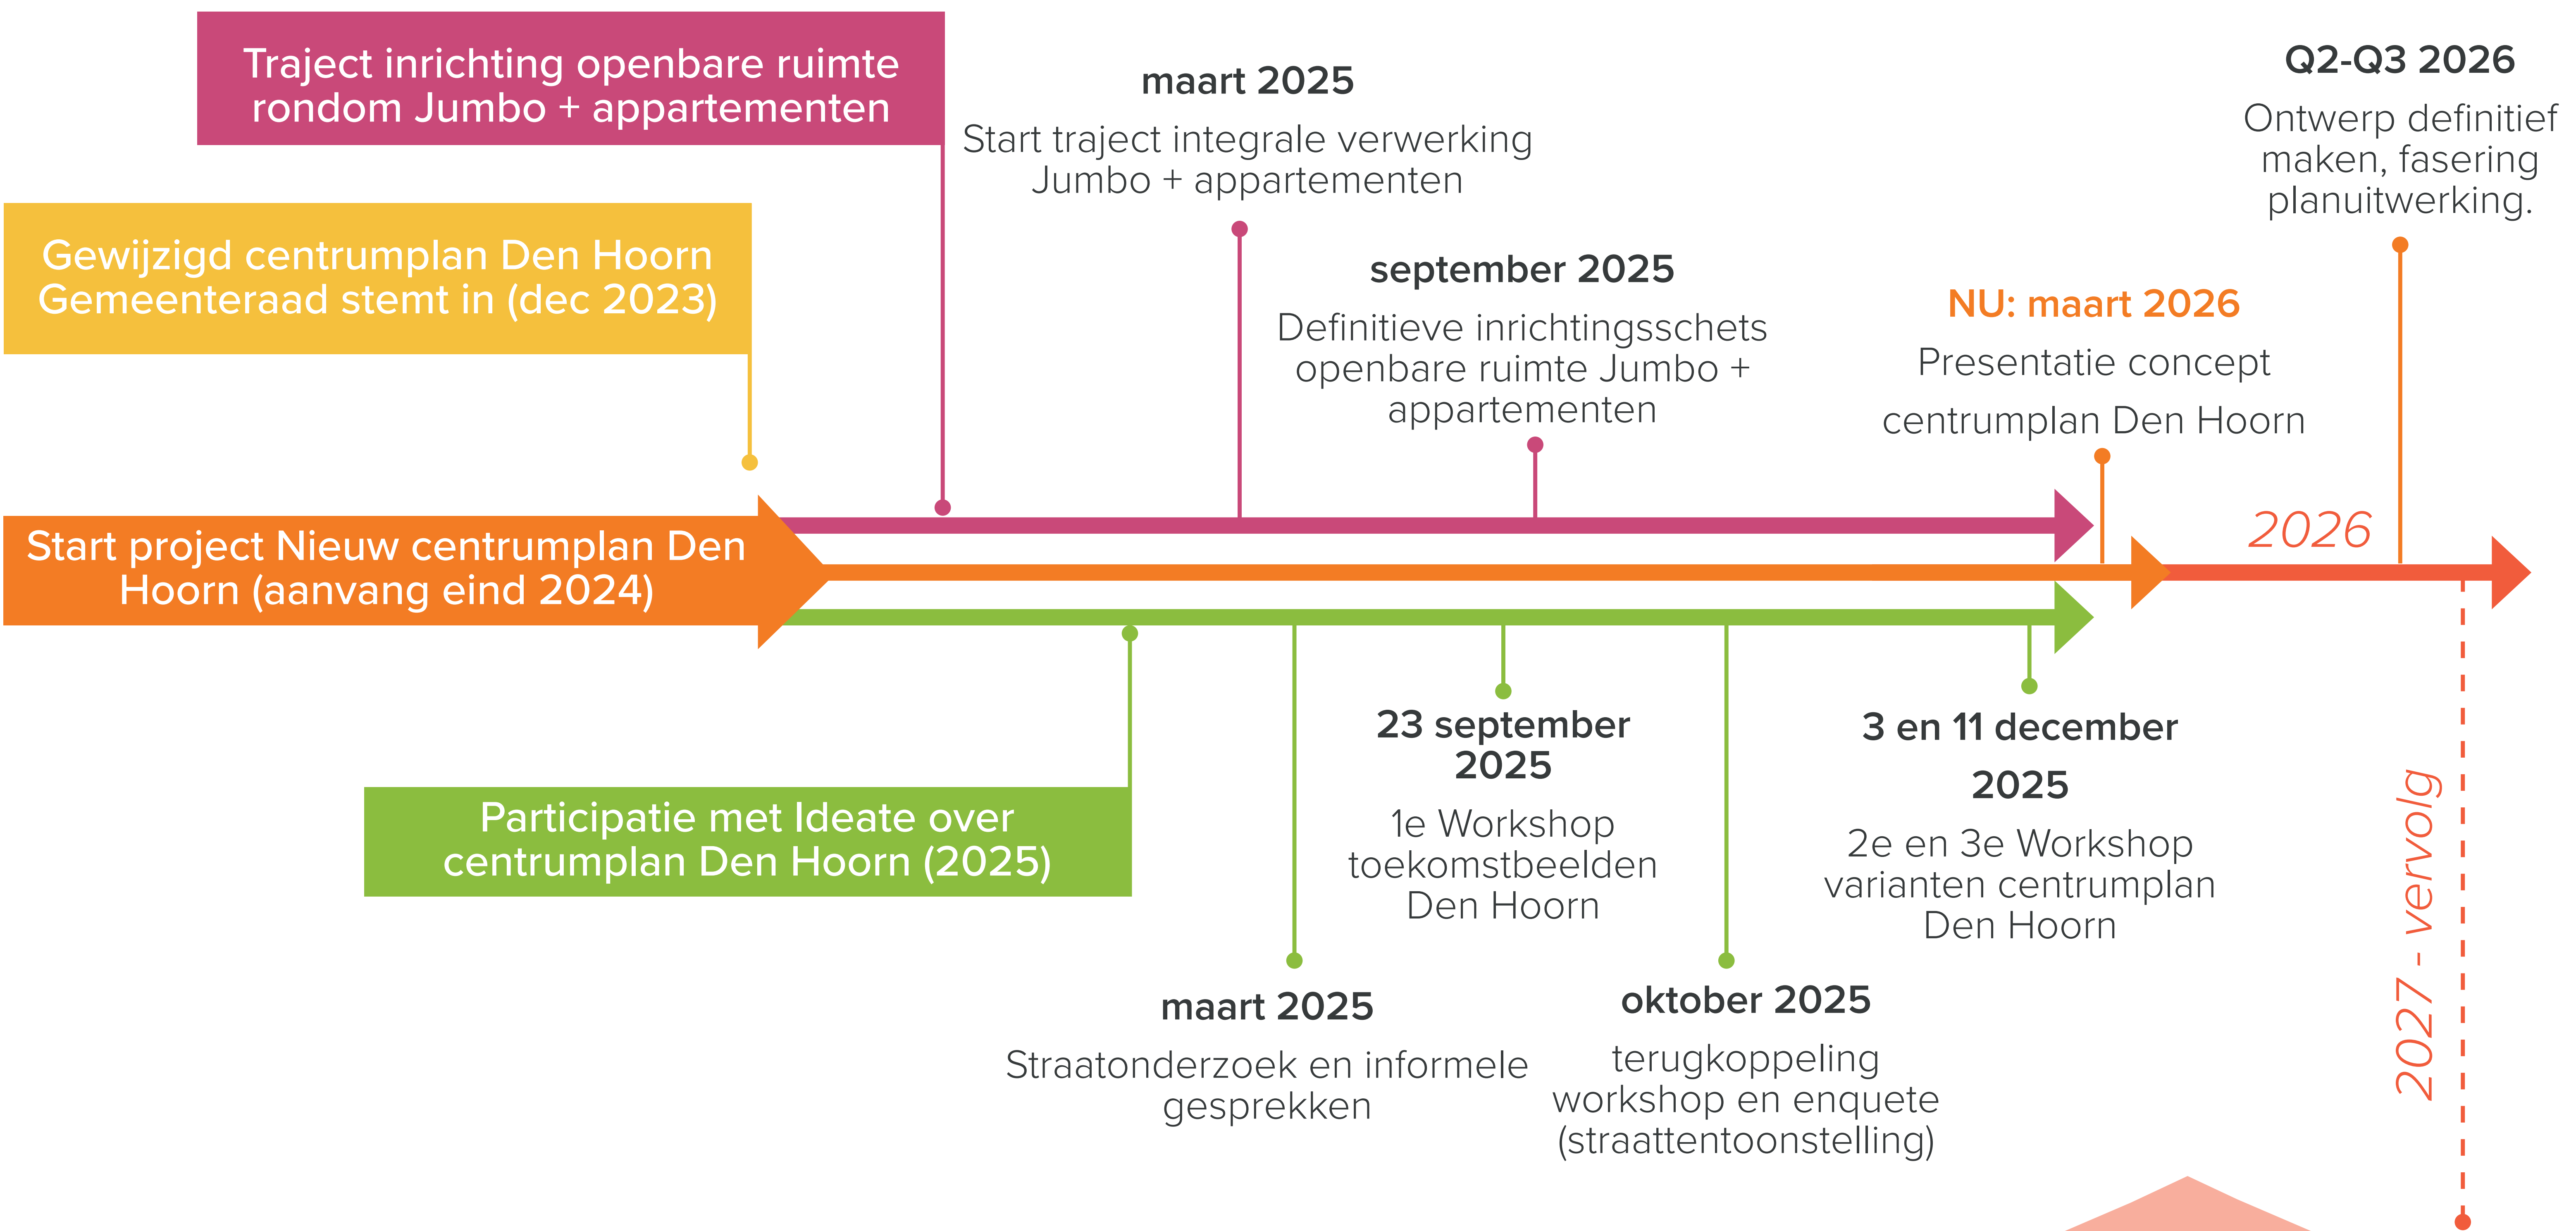 Traject inrichting openbare ruimte
rondom Jumbo + appartementen
Gewijzigd centrumplan Den Hoorn
Gemeenteraad stemt in (dec 2023)
Start project Nieuw centrumplan Den
Hoorn (aanvang eind 2024)
maart 2025
Start traject integrale verwerking
Jumbo + appartementen
september 2025
Definitieve inrichtingsschets
openbare ruimte Jumbo +
appartementen
NU: maart 2026
Presentatie concept
centrumplan Den Hoorn
Q2-Q3 2026
Ontwerp definitief
maken, fasering
planuitwerking.
2026
Participatie met Ideate over
centrumplan Den Hoorn (2025)
maart 2025
Straatonderzoek en informele
gesprekken
23 september
2025
1e Workshop
toekomstbeelden
Den Hoorn
oktober 2025
terugkoppeling
workshop en enquete
(straattentoonstelling)
3 en 11 december
2025
2e en 3e Workshop
varianten centrumplan
Den Hoorn
2027 - vervolg